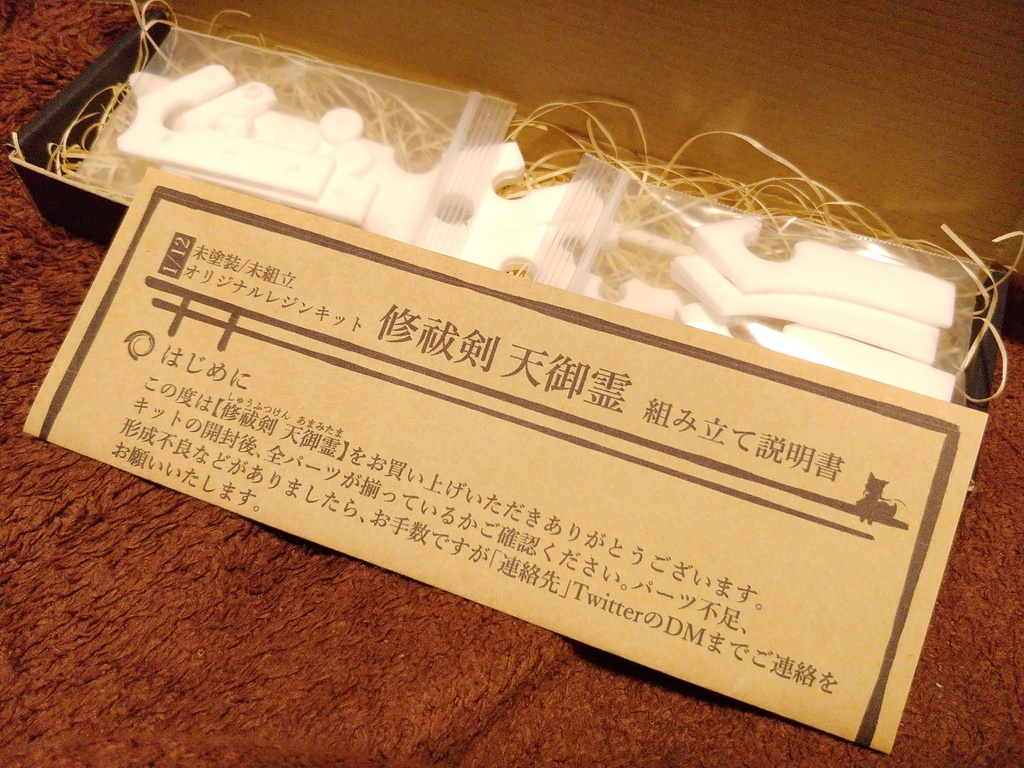 1/12
未塗装/未組立
オリジナルレジンキット
修祓剣 天御霊 組み立て説明書
はじめに
しゅうふつけん あまみたま
この度は【修祓剣 天御霊】をお買い上げいただきありがとうございます。
キットの開封後、全パーツが揃っているかご確認ください。パーツ不足、
形成不良などがありましたら、お手数ですが「連絡先」TwitterのDMまでご連絡を
お願いいたします。